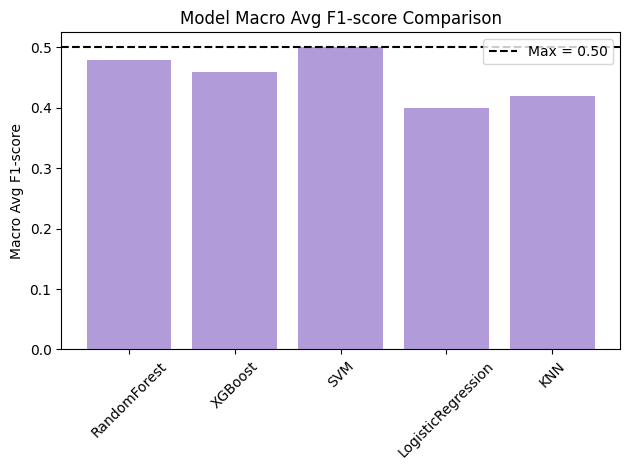 Model Macro Avg F1-score Comparison
Max = 0.50
Macro Avg F1-score
0.5
0.4
0.3
0.2
0.1
0.0
RandomForest
XGBoost
SVM
LogisticRegression
KNN